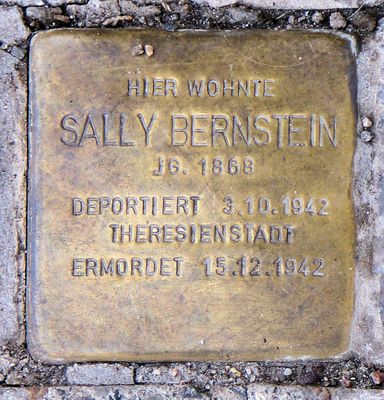 HIER WOHNTE
SALLY BERNSTEIN
JG. 1868
DEPORTIERT 3.10.1942
THERESIENSTADT
ERMORDET 15.12.1942